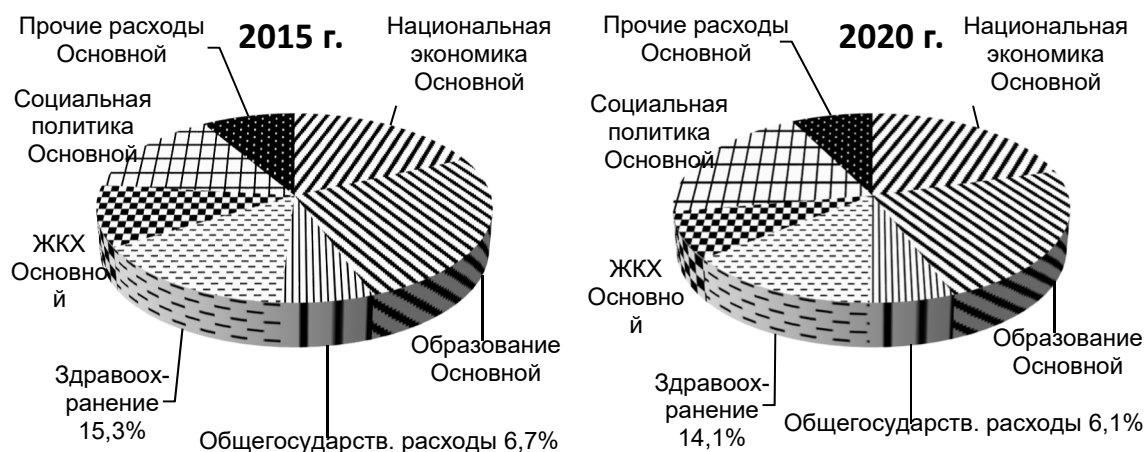 2015 г.
Прочие расходы
Основной
Национальная
экономика
Основной
Социальная
политика
Основной
ЖКХ
Основно
й
Образование
Основной
Здравоох-
ранение
15,3%
Общегосударств. расходы 6,7%
2020 г.
Прочие расходы
Основной
Национальная
экономика
Основной
Социальная
политика
Основной
ЖКХ
Основно
й
Образование
Основной
Здравоох-
ранение
14,1%
Общегосударств. расходы 6,1%